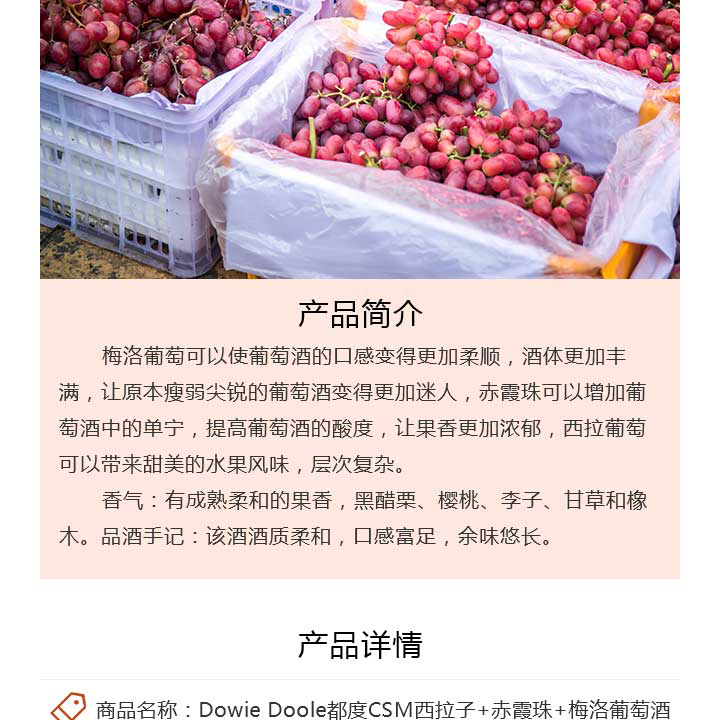 产品简介
梅洛葡萄可以使葡萄酒的口感变得更加柔顺，酒体更加丰
满，让原本瘦弱尖锐的葡萄酒变得更加迷人，赤霞珠可以增加葡
萄酒中的单宁，提高葡萄酒的酸度，让果香更加浓郁，西拉葡萄
可以带来甜美的水果风味，层次复杂。
香气：有成熟柔和的果香，黑醋栗、樱桃、李子、甘草和橡
木。品酒手记：该酒酒质柔和，口感富足，余味悠长。
产品详情
商品名称：Dowie Doole都度CSM西拉子+赤霞珠+梅洛葡萄酒